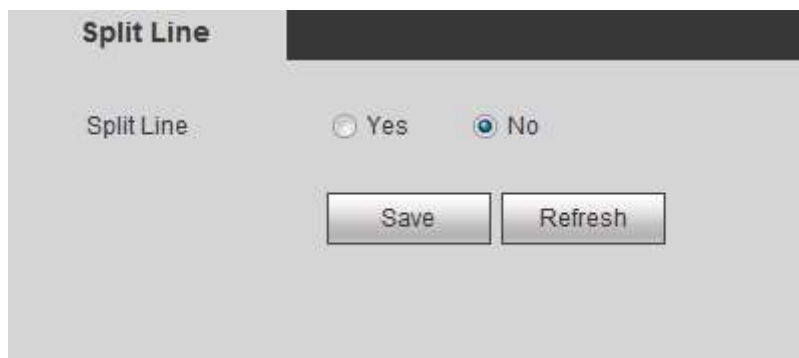 Split Line
Split Line Yes No
Save Refresh